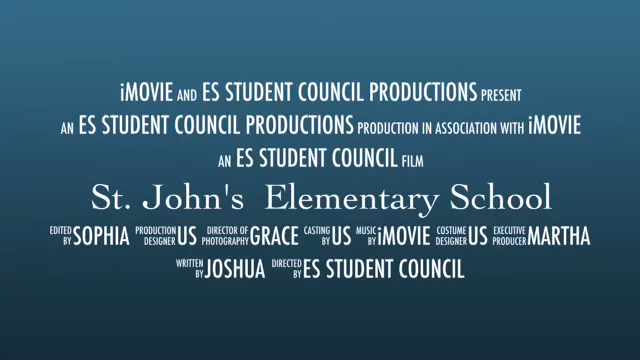 iMOVIE AND ES STUDENT COUNCIL PRODUCTIONS PRESENT
AN ES STUDENT COUNCIL PRODUCTIONS PRODUCTION IN ASSOCIATION WITH iMOVIE
AN ES STUDENT COUNCIL FILM
St. John's Elementary School
EDITED BY SOPHIA PRODUCTION DESIGNER US DIRECTOR OF PHOTOGRAPHY GRACE CASTING BY US MUSIC BY iMOVIE COSTUME DESIGNER US EXECUTIVE PRODUCER MARTHA
WRITTEN BY JOSHUA DIRECTED BY ES STUDENT COUNCIL